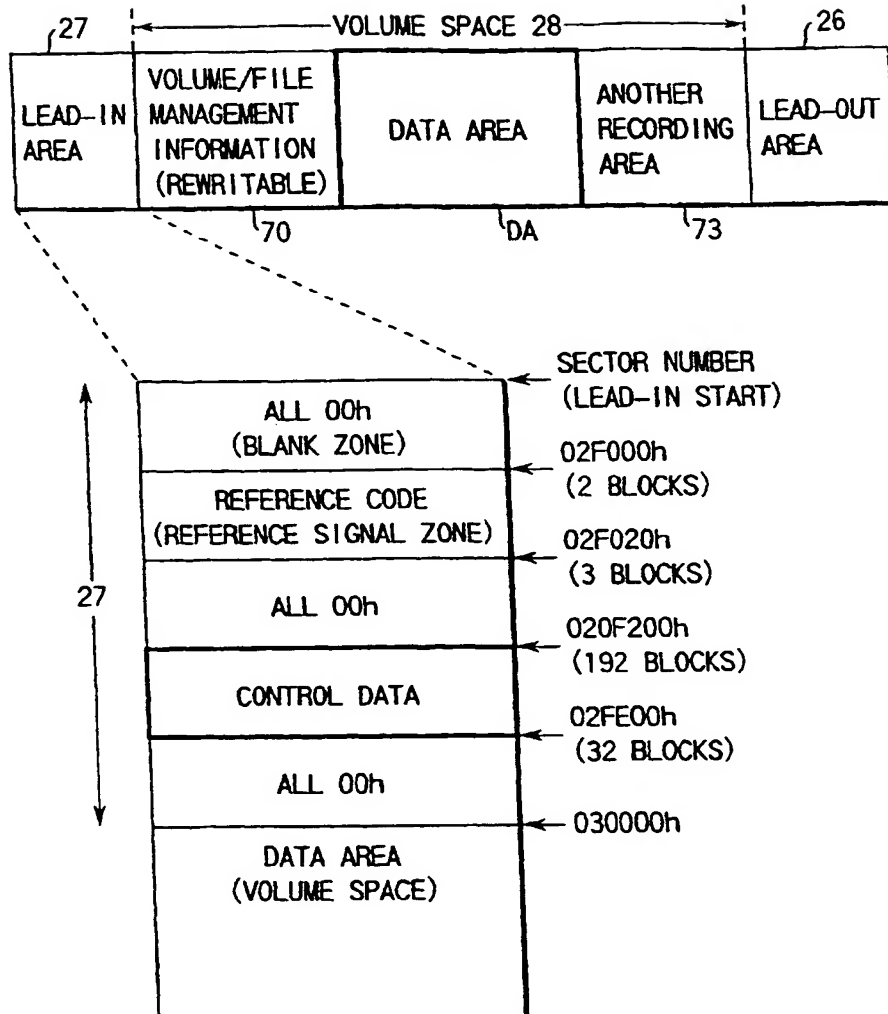 27
VOLUME SPACE 28
26
LEAD-IN
AREA
VOLUME/FILE
MANAGEMENT
INFORMATION
(REWRITABLE)
DATA AREA
ANOTHER
RECORDING
AREA
LEAD-OUT
AREA
70
DA
73
SECTOR NUMBER
(LEAD-IN START)
ALL 00h
(BLANK ZONE)
02F000h
(2 BLOCKS)
REFERENCE CODE
(REFERENCE SIGNAL ZONE)
02F020h
(3 BLOCKS)
27
ALL 00h
020F200h
(192 BLOCKS)
CONTROL DATA
02FE00h
(32 BLOCKS)
ALL 00h
030000h
DATA AREA
(VOLUME SPACE)